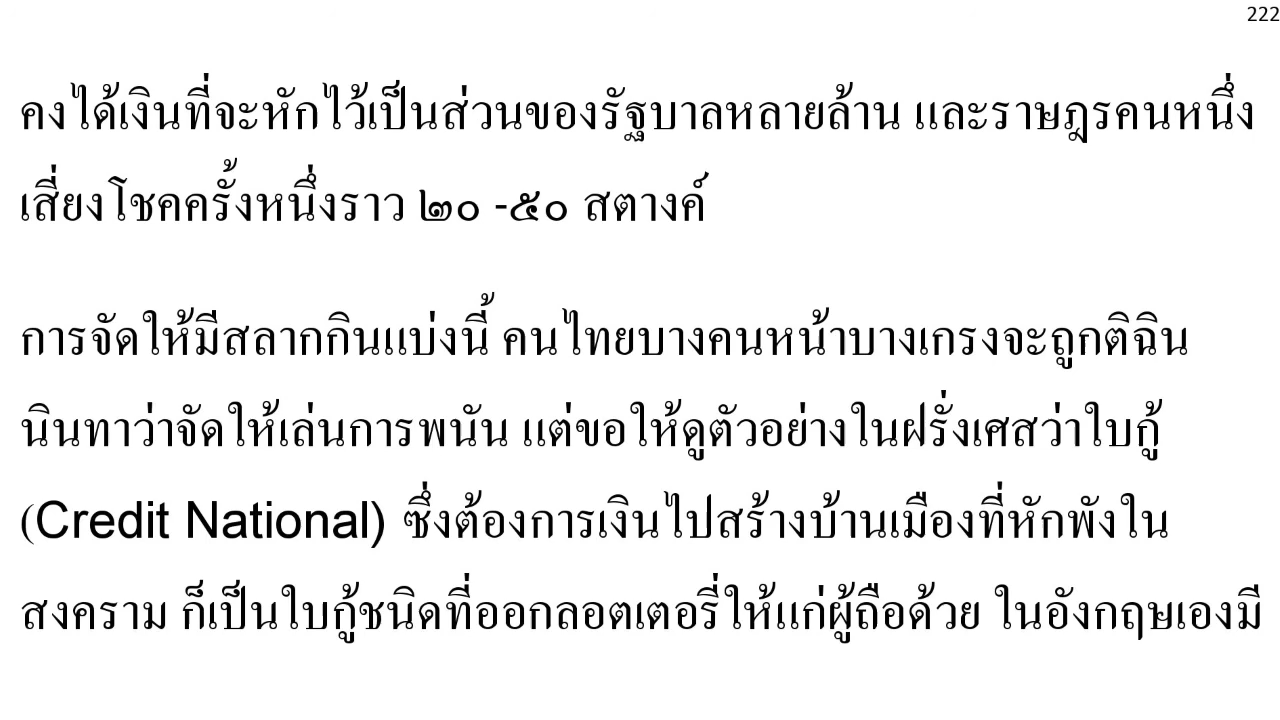 222
คงได้เงินที่จะหักไว้เป็นส่วนของรัฐบาลหลายล้าน และราษฎรคนหนึ่ง
เสี่ยงโชคครั้งหนึ่งราว ๒๐ -๕๐ สตางค์
การจัดให้มีสลากกินแบ่งนี้ คนไทยบางคนหน้าบางเกรงจะถูกติฉิน
นินทาว่าจัดให้เล่นการพนัน แต่ขอให้ดูตัวอย่างในฝรั่งเศสว่าใบกู้
(Credit National) ซึ่งต้องการเงินไปสร้างบ้านเมืองที่หักพังใน
สงคราม ก็เป็นใบกู้ชนิดที่ออกลอตเตอรี่ให้แก่ผู้ถือด้วย ในอังกฤษเองมี